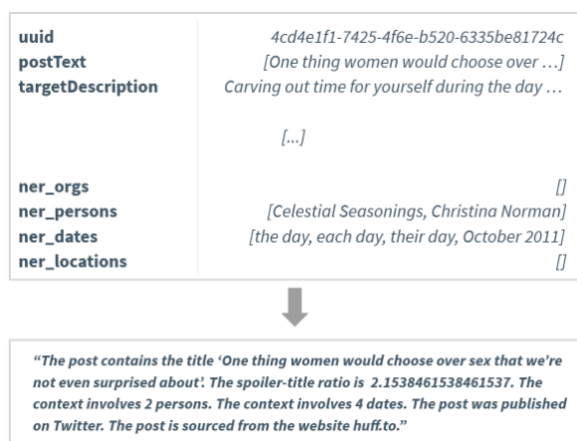 uuid 4cd4e1f1-7425-4f6e-b520-6335be81724c
postText [One thing women would choose over ...]
targetDescription Carving out time for yourself during the day ...
[...]
ner_orgs []
ner_persons [Celestial Seasonings, Christina Norman]
ner_dates [the day, each day, their day, October 2011]
ner_locations []
“The post contains the title ‘One thing women would choose over sex that we’re
not even surprised about’. The spoiler-title ratio is 2.1538461538461537. The
context involves 2 persons. The context involves 4 dates. The post was published
on Twitter. The post is sourced from the website huff.to.”